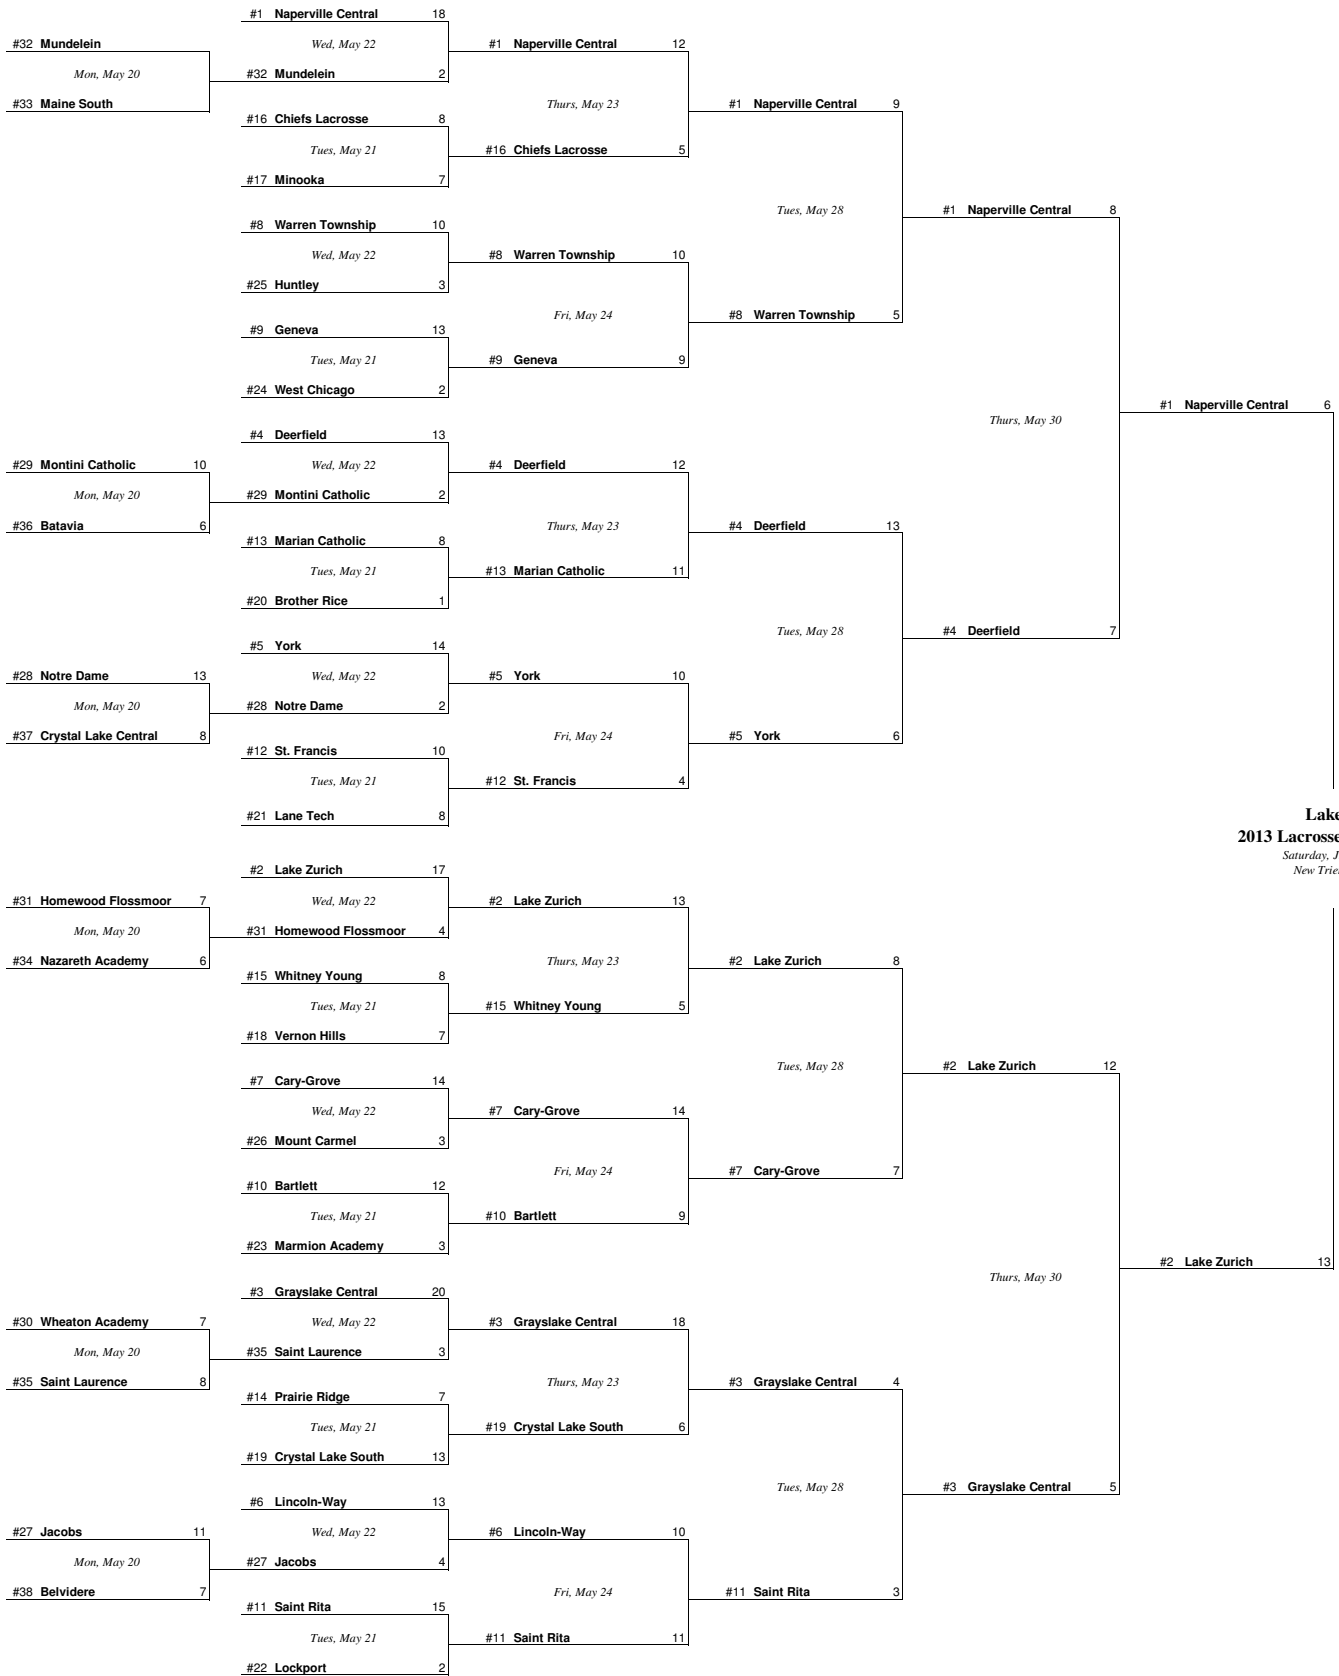 #1 Naperville Central 18
#32 Mundelein
Wed, May 22
#1 Naperville Central 12
Mon, May 20
#32 Mundelein 2
#33 Maine South
Thurs, May 23
#1 Naperville Central 9
#16 Chiefs Lacrosse 8
Tues, May 21
#16 Chiefs Lacrosse 5
#17 Minooka 7
Tues, May 28
#1 Naperville Central 8
#8 Warren Township 10
Wed, May 22
#8 Warren Township 10
#25 Huntley 3
Fri, May 24
#8 Warren Township 5
#9 Geneva 13
Tues, May 21
#9 Geneva 9
#24 West Chicago 2
#1 Naperville Central 6
Thurs, May 30
#4 Deerfield 13
#29 Montini Catholic 10
Wed, May 22
#4 Deerfield 12
Mon, May 20
#29 Montini Catholic 2
#36 Batavia 6
Thurs, May 23
#4 Deerfield 13
#13 Marian Catholic 8
Tues, May 21
#13 Marian Catholic 11
#20 Brother Rice 1
Tues, May 28
#4 Deerfield 7
#5 York 14
#28 Notre Dame 13
Wed, May 22
#5 York 10
Mon, May 20
#28 Notre Dame 2
#37 Crystal Lake Central 8
Fri, May 24
#5 York 6
#12 St. Francis 10
Tues, May 21
#12 St. Francis 4
#21 Lane Tech 8
Lake
2013 Lacrosse
Saturday, J
New Trie
#2 Lake Zurich 17
#31 Homewood Flossmoor 7
Wed, May 22
#2 Lake Zurich 13
Mon, May 20
#31 Homewood Flossmoor 4
#34 Nazareth Academy 6
Thurs, May 23
#2 Lake Zurich 8
#15 Whitney Young 8
Tues, May 21
#15 Whitney Young 5
#18 Vernon Hills 7
Tues, May 28
#2 Lake Zurich 12
#7 Cary-Grove 14
Wed, May 22
#7 Cary-Grove 14
#26 Mount Carmel 3
Fri, May 24
#7 Cary-Grove 7
#10 Bartlett 12
Tues, May 21
#10 Bartlett 9
#23 Marmion Academy 3
#2 Lake Zurich 13
Thurs, May 30
#3 Grayslake Central 20
#30 Wheaton Academy 7
Wed, May 22
#3 Grayslake Central 18
Mon, May 20
#35 Saint Laurence 3
#35 Saint Laurence 8
Thurs, May 23
#3 Grayslake Central 4
#14 Prairie Ridge 7
Tues, May 21
#19 Crystal Lake South 6
#19 Crystal Lake South 13
Tues, May 28
#3 Grayslake Central 5
#6 Lincoln-Way 13
#27 Jacobs 11
Wed, May 22
#6 Lincoln-Way 10
Mon, May 20
#27 Jacobs 4
#38 Belvidere 7
Fri, May 24
#11 Saint Rita 3
#11 Saint Rita 15
Tues, May 21
#11 Saint Rita 11
#22 Lockport 2